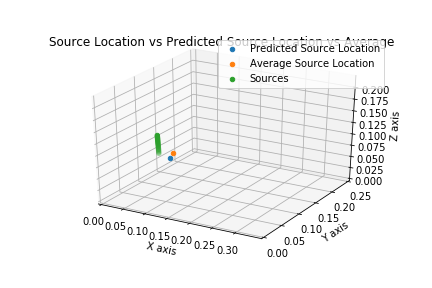 Source Location vs Predicted Source Location vs Average
Predicted Source Location
Average Source Location
Sources
0.200
0.175
0.150
0.125
0.100
0.075
0.050
0.025
0.000
Z axis
0.25
0.20
0.15
0.10
0.05
0.00
Y axis
0.00 0.05 0.10 0.15 0.20 0.25 0.30
X axis